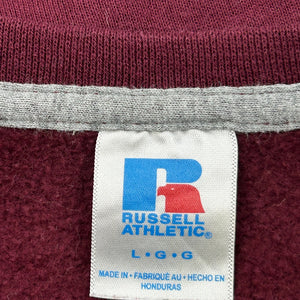 R
RUSSELL
ATHLETIC®
L • G • G
MADE IN • FABRIQUÉ AU • HECHO EN
HONDURAS